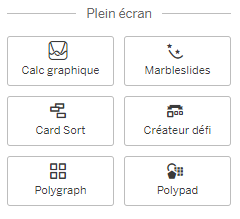 Plein écran
Calc graphique
Marbleslides
Card Sort
Créateur défi
Polygraph
Polypad